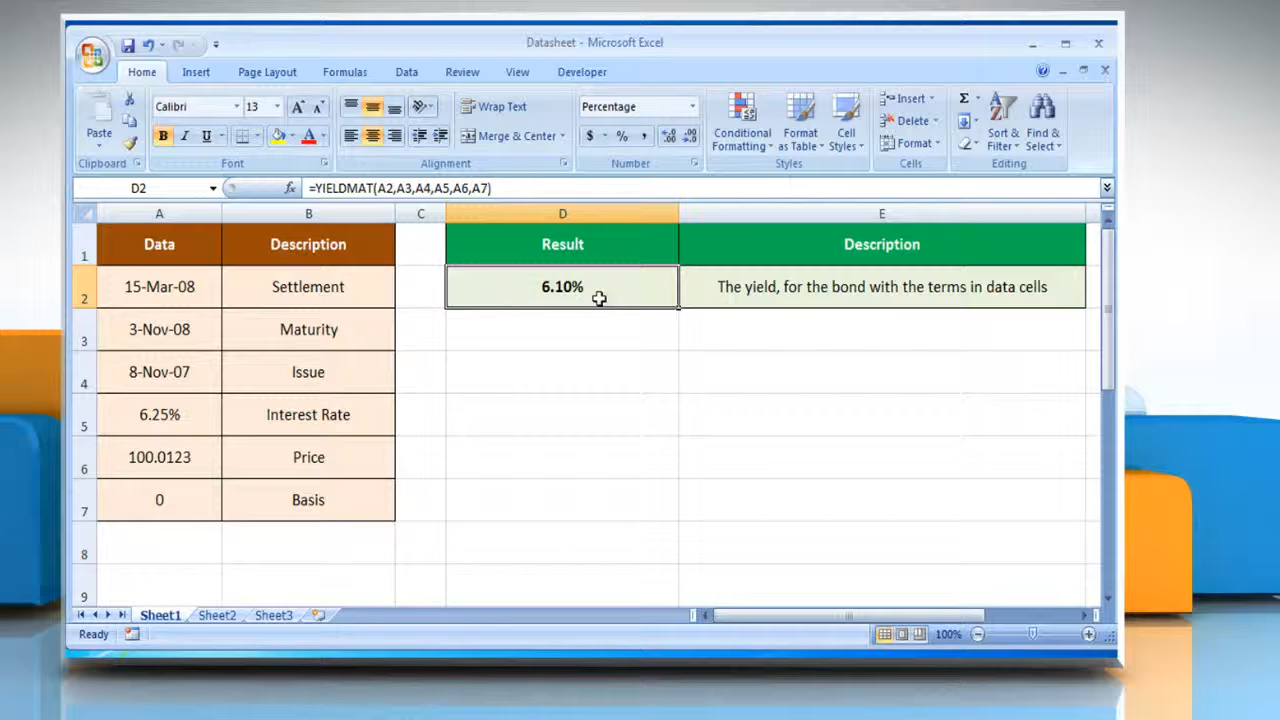 Datasheet - Microsoft Excel
Home Insert Page Layout Formulas Data Review View Developer
Calibri 13 A A Wrap Text Percentage Insert Σ
Paste B I U A Merge & Center $ % , Conditional Formatting Format as Table Cell Styles Delete Format Sort & Filter Find & Select
Clipboard Font Alignment Number Styles Cells Editing
D2 fx =YIELDMAT(A2,A3,A4,A5,A6,A7)
A B C D E
1 Data Description Result Description
2 15-Mar-08 Settlement 6.10% The yield, for the bond with the terms in data cells
3 3-Nov-08 Maturity
4 8-Nov-07 Issue
5 6.25% Interest Rate
6 100.0123 Price
7 0 Basis
8
9
Sheet1 Sheet2 Sheet3
Ready 100%